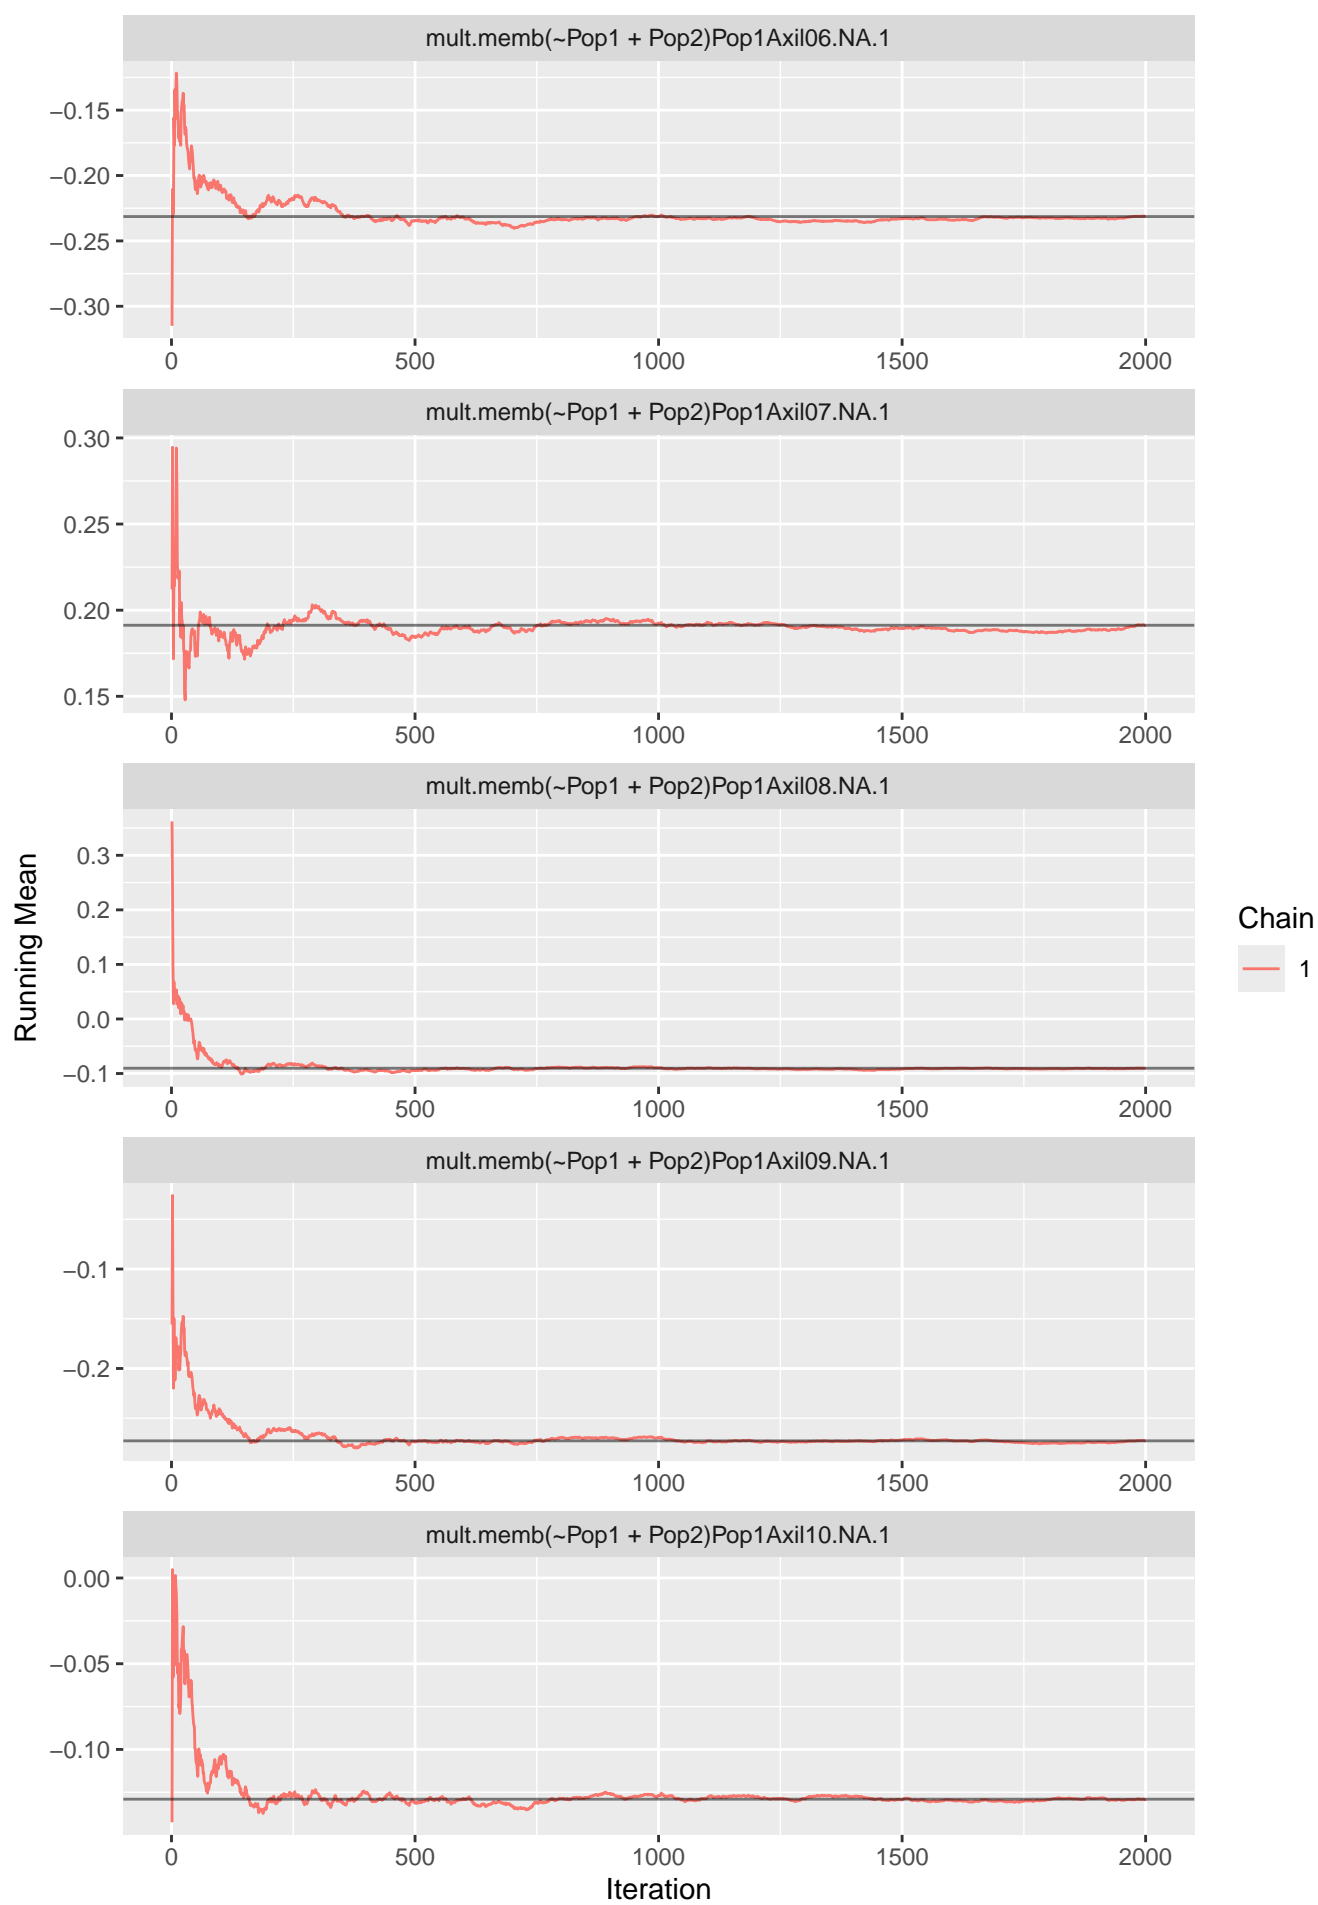 mult.memb(~Pop1 + Pop2)Pop1Axil06.NA.1
−0.15
−0.20
−0.25
−0.30
0 500 1000 1500 2000
mult.memb(~Pop1 + Pop2)Pop1Axil07.NA.1
0.30
0.25
0.20
0.15
0 500 1000 1500 2000
mult.memb(~Pop1 + Pop2)Pop1Axil08.NA.1
0.3
0.2
0.1
0.0
−0.1
0 500 1000 1500 2000
mult.memb(~Pop1 + Pop2)Pop1Axil09.NA.1
−0.1
−0.2
0 500 1000 1500 2000
mult.memb(~Pop1 + Pop2)Pop1Axil10.NA.1
0.00
−0.05
−0.10
0 500 1000 1500 2000
Iteration
Running Mean
Chain
1